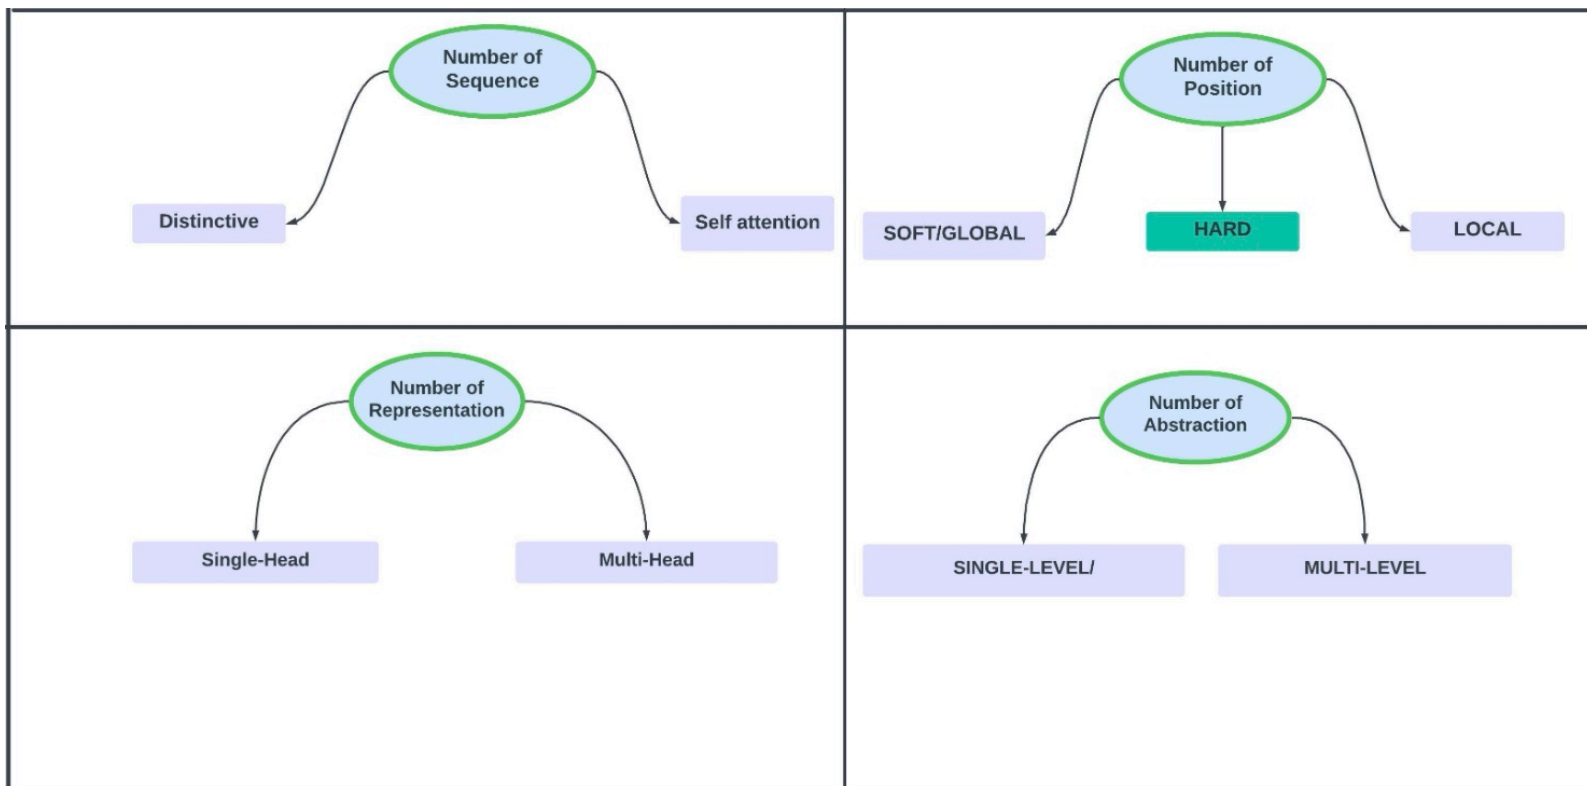 Number of
Sequence
Distinctive
Self attention
Number of
Position
SOFT/GLOBAL
HARD
LOCAL
Number of
Representation
Single-Head
Multi-Head
Number of
Abstraction
SINGLE-LEVEL/
MULTI-LEVEL